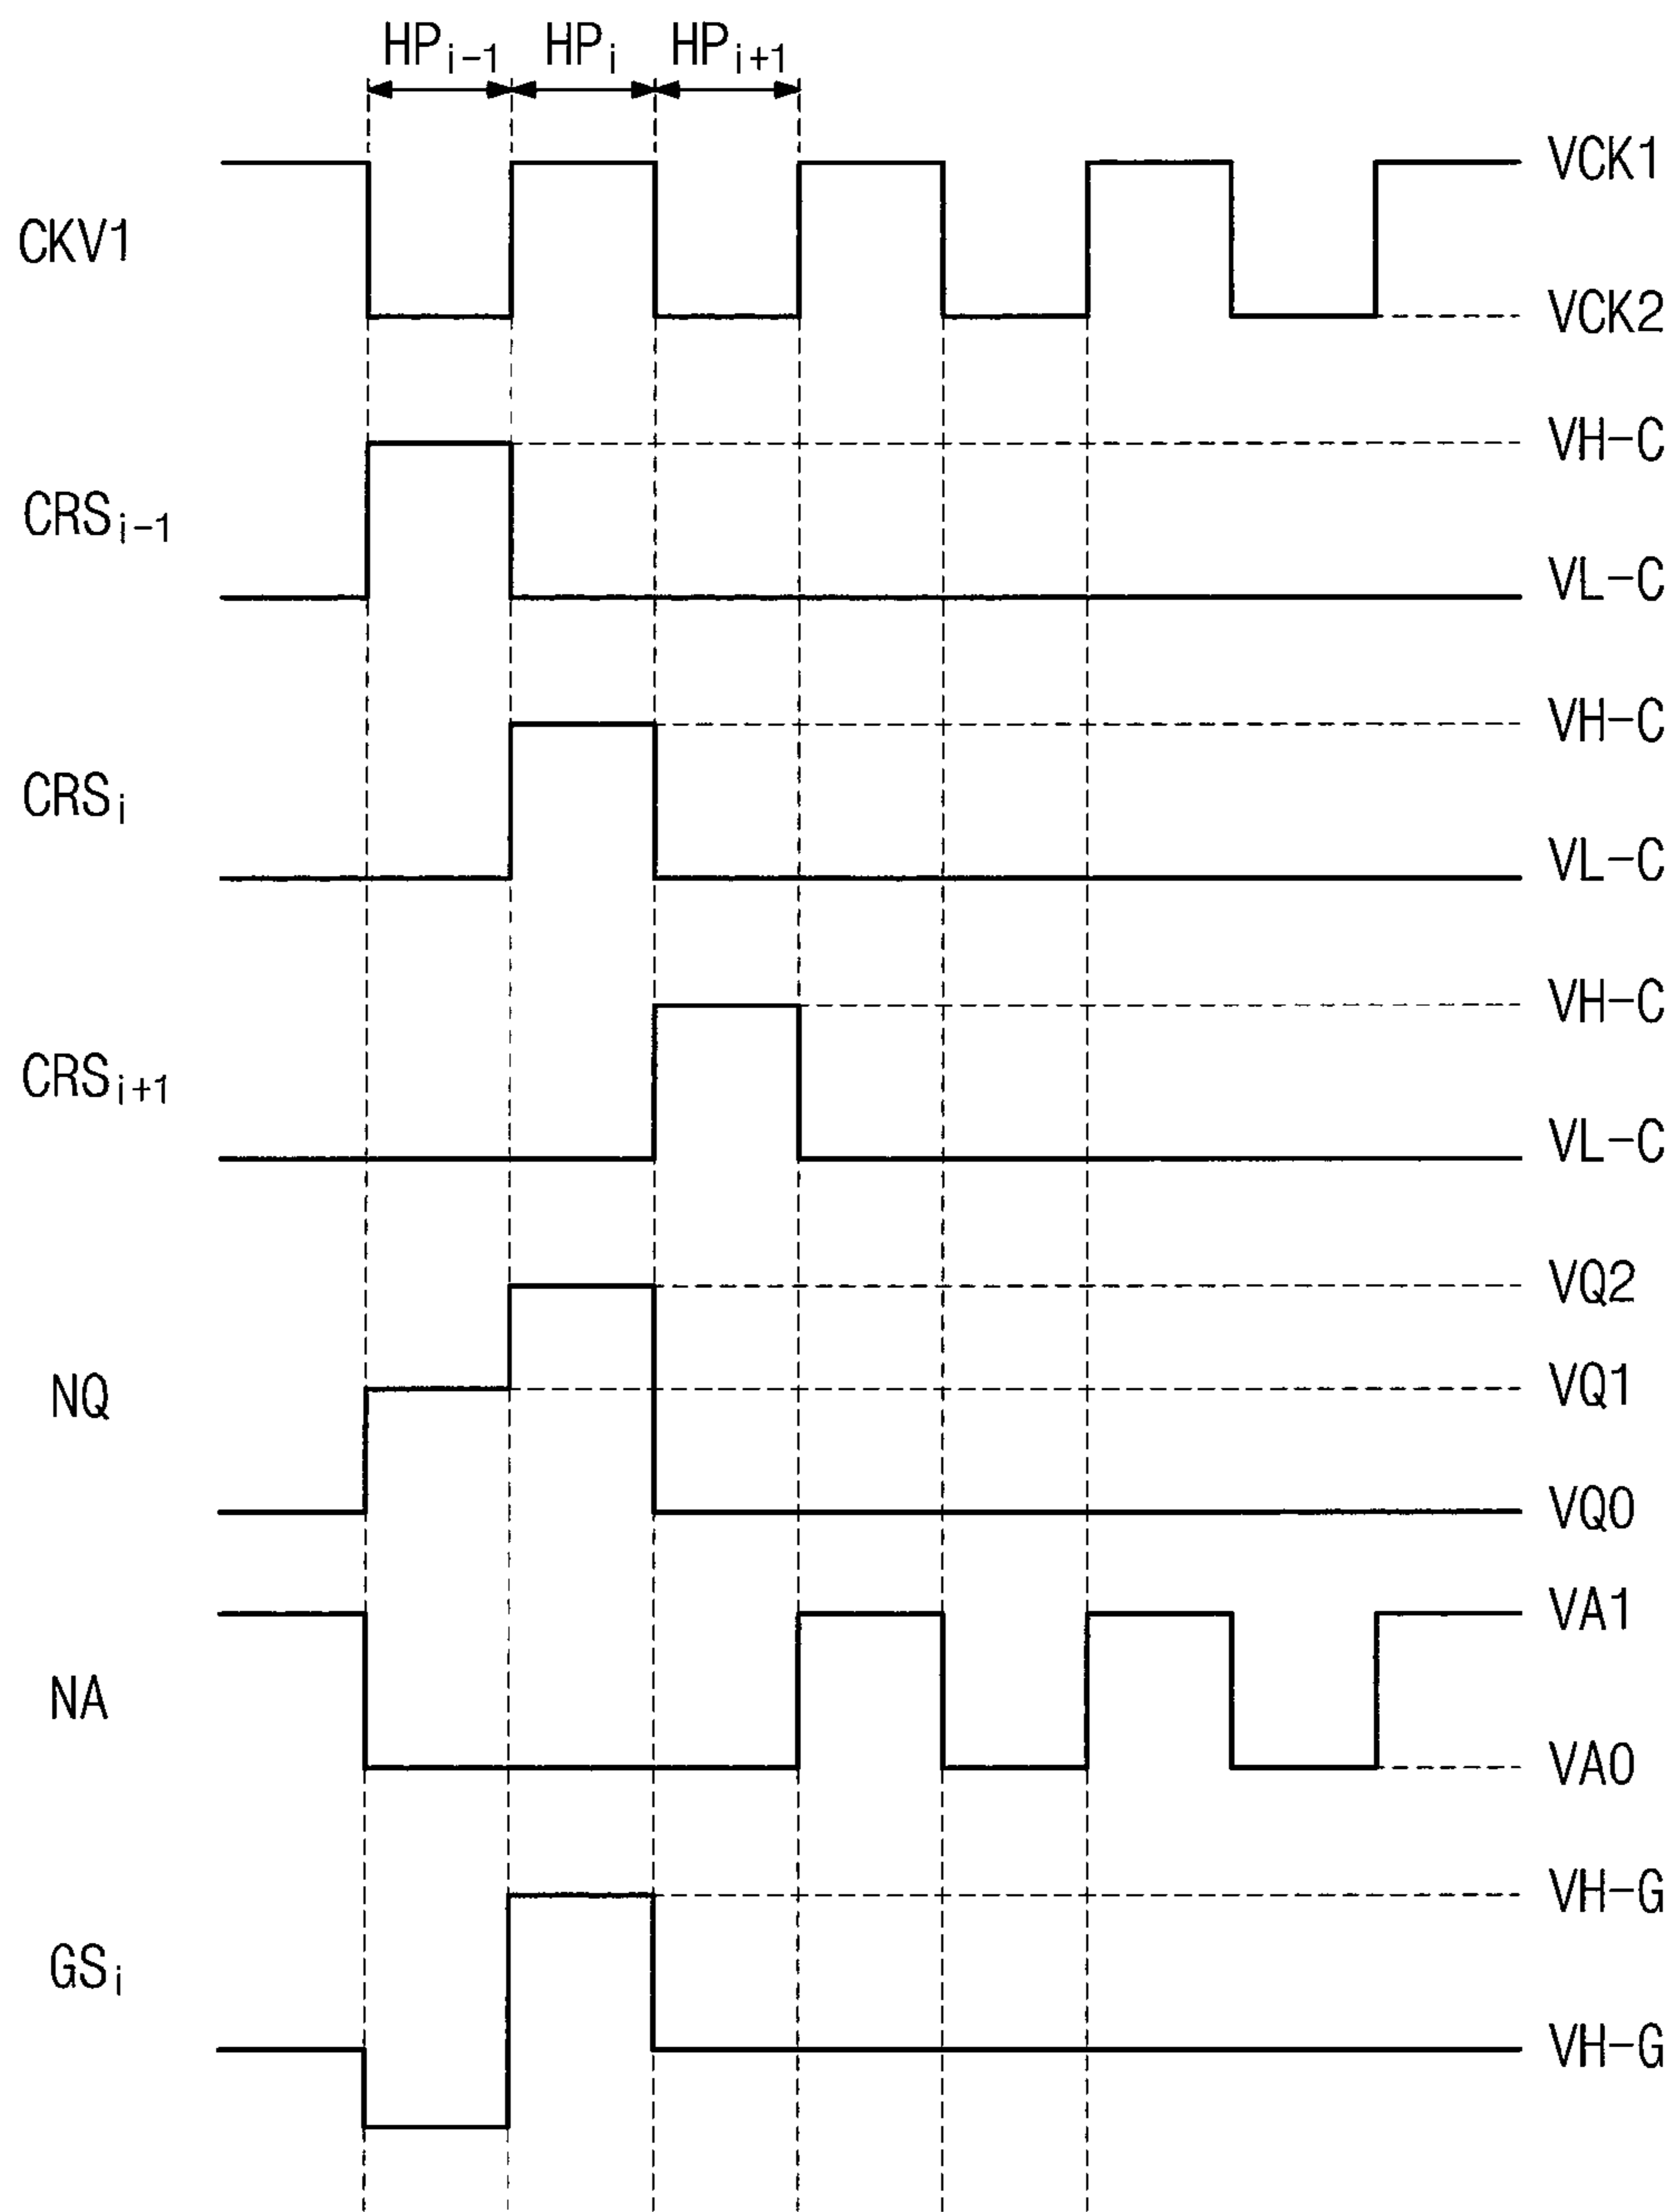 HPi-1 HPi HPi+1
CKV1
VCK1
VCK2
CRSi-1
VH-C
VL-C
CRSi
VH-C
VL-C
CRSi+1
VH-C
VL-C
NQ
VQ2
VQ1
VQ0
NA
VA1
VA0
GSi
VH-G
VH-G